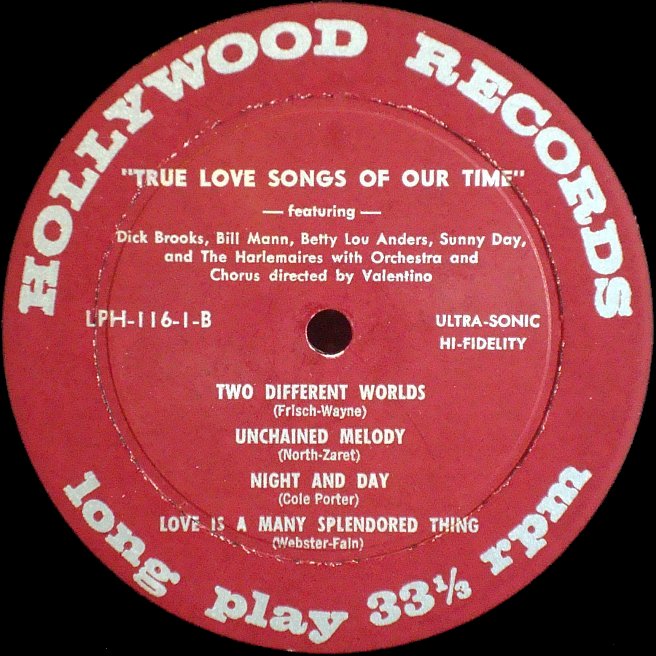 HOLLYWOOD RECORDS
"TRUE LOVE SONGS OF OUR TIME"
— featuring —
Dick Brooks, Bill Mann, Betty Lou Anders, Sunny Day,
and The Harlemaires with Orchestra and
Chorus directed by Valentino
LPH-116-1-B
ULTRA-SONIC
HI-FIDELITY
TWO DIFFERENT WORLDS
(Frisch-Wayne)
UNCHAINED MELODY
(North-Zaret)
NIGHT AND DAY
(Cole Porter)
LOVE IS A MANY SPLENDORED THING
(Webster-Fain)
long play 33⅓ rpm